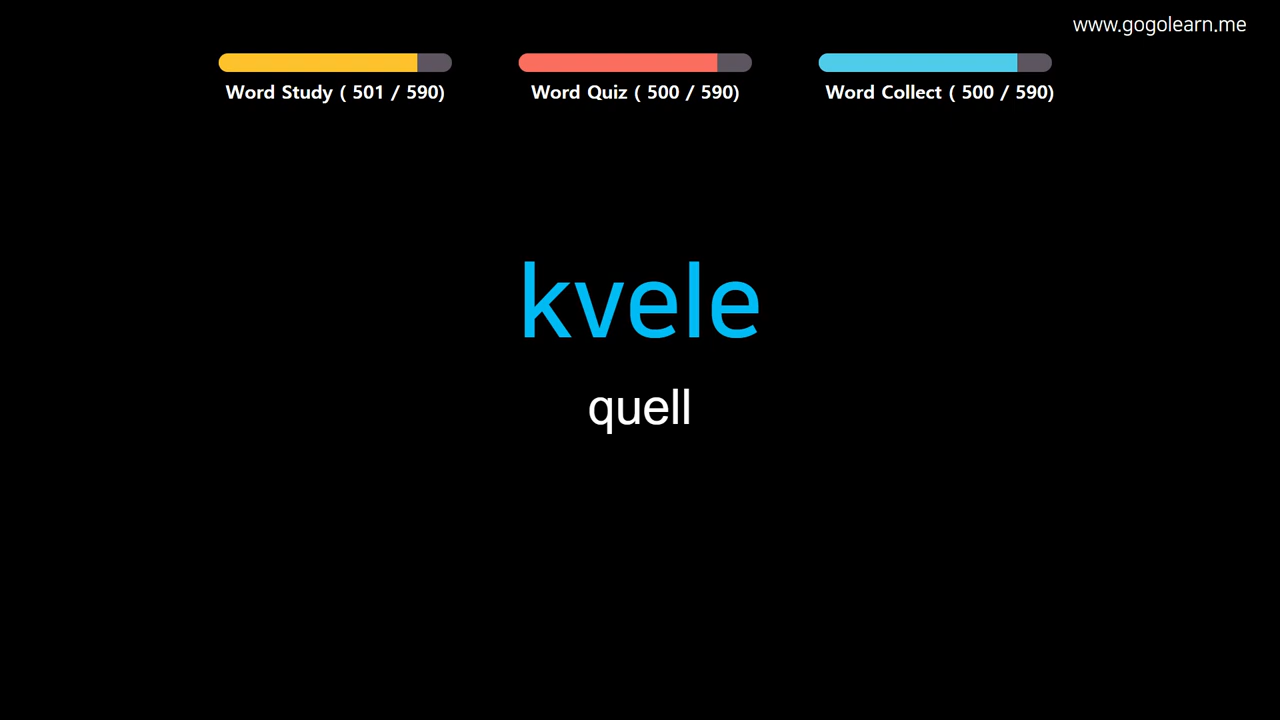 www.gogolearn.me
Word Study ( 501 / 590)
Word Quiz ( 500 / 590)
Word Collect ( 500 / 590)
kvele
quell